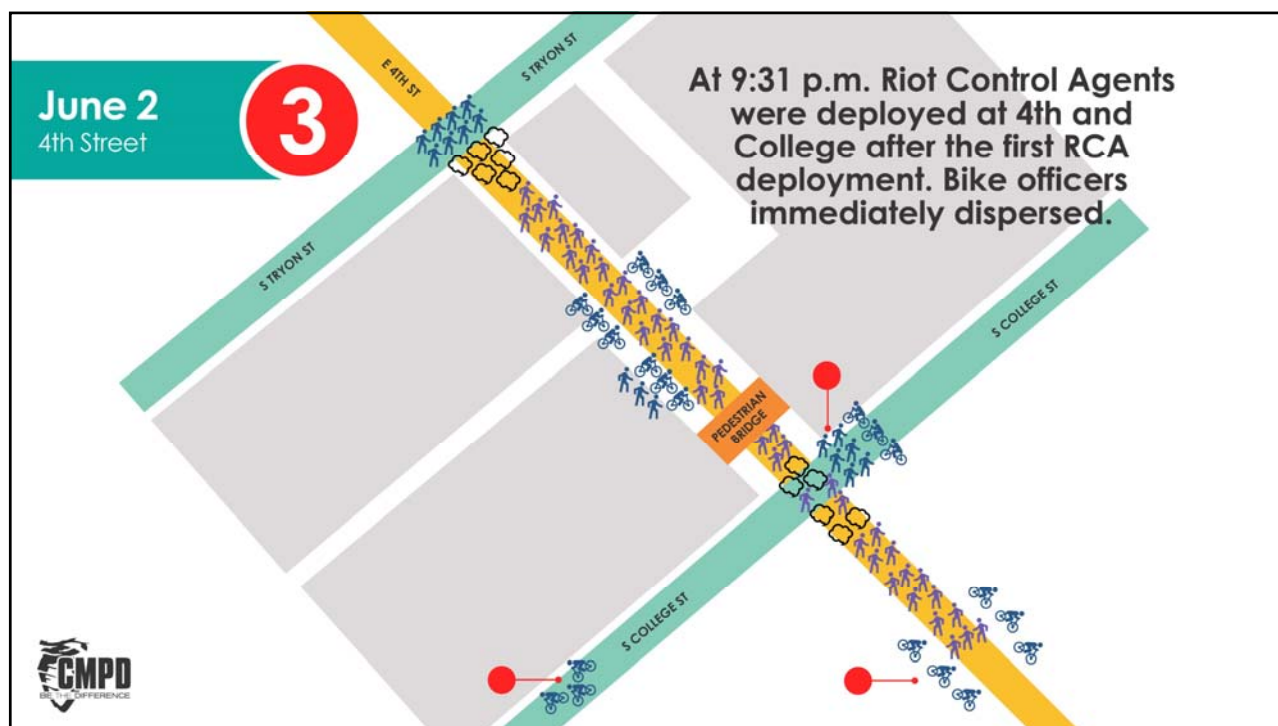 June 2
4th Street
3
At 9:31 p.m. Riot Control Agents
were deployed at 4th and
College after the first RCA
deployment. Bike officers
immediately dispersed.
E 4TH ST
S TRYON ST
S TRYON ST
S COLLEGE ST
PEDESTRIAN
BRIDGE
S COLLEGE ST
CMPD
BE THE DIFFERENCE